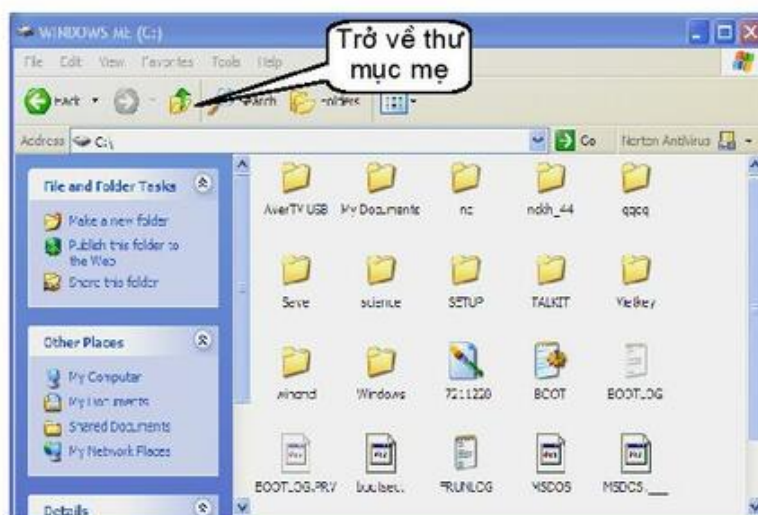 WINDOWS ME (C:)
Trở về thư
mục mẹ
File Edit View Favorites Tools Help
Back Search Folders
Address C:\ Go Norton AntiVirus
File and Folder Tasks
Make a new folder
Publish this folder to
the Web
Share this folder
Other Places
My Computer
My Documents
Shared Documents
My Network Places
Details
AverTV USB My Documents nc ndkh_44 qqcq
Save science SETUP TALKIT Vietkey
winamd Windows 7211228 BOOT BOOTLOG
BOOTLOG.PRV bootsect FRUNLOG MSDOS MSDOS.___